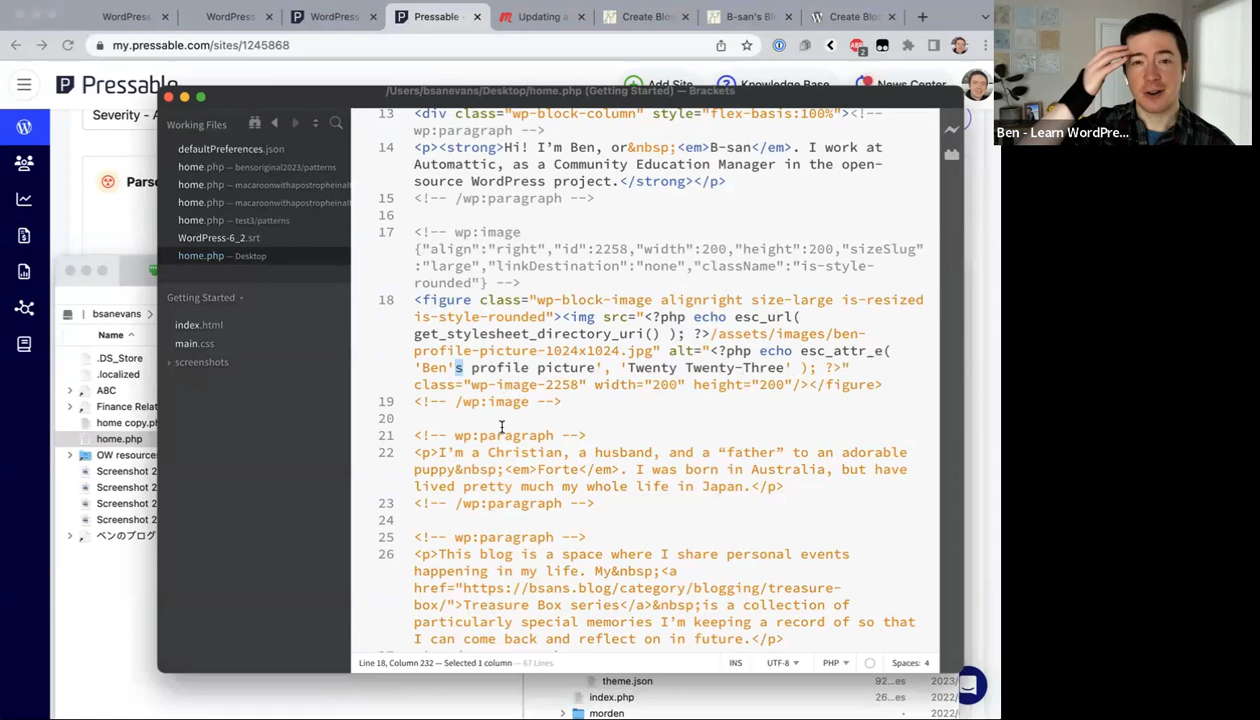 WordPress
WordPress
WordPress
Pressable
Updating a
Create Blo
B-san's Bl
Create Blo
my.pressable.com/sites/1245868
2
Pressable
Add Site
Knowledge Base
News Center
Severity - A
Parse
/Users/bsanevans/Desktop/home.php (Getting Started) — Brackets
Working Files
defaultPreferences.json
home.php — bensoriginal2023/patterns
home.php — macaroonwithapostropheinalt
home.php — macaroonwithapostropheinalt
home.php — test3/patterns
WordPress-6_2.srt
home.php — Desktop
Getting Started
index.html
main.css
screenshots
bsanevans
Name
.DS_Store
.localized
A8C
Finance Relat
home copy.ph
home.php
OW resources
Screenshot 2
Screenshot 2
Screenshot 2
Screenshot 2
ベンのブログ
13 <div class="wp-block-column" style="flex-basis:100%"><!--
wp:paragraph -->
14 <p><strong>Hi! I’m Ben, or&nbsp;<em>B-san</em>. I work at
Automattic, as a Community Education Manager in the open-
source WordPress project.</strong></p>
15 <!-- /wp:paragraph -->
16
17 <!-- wp:image
{"align":"right","id":2258,"width":200,"height":200,"sizeSlug"
:"large","linkDestination":"none","className":"is-style-
rounded"} -->
18 <figure class="wp-block-image alignright size-large is-resized
is-style-rounded"><img src="<?php echo esc_url(
get_stylesheet_directory_uri() ); ?>/assets/images/ben-
profile-picture-1024x1024.jpg" alt="<?php echo esc_attr_e(
'Ben's profile picture', 'Twenty Twenty-Three' ); ?>"
class="wp-image-2258" width="200" height="200"/></figure>
19 <!-- /wp:image -->
20
21 <!-- wp:paragraph -->
22 <p>I’m a Christian, a husband, and a “father” to an adorable
puppy&nbsp;<em>Forte</em>. I was born in Australia, but have
lived pretty much my whole life in Japan.</p>
23 <!-- /wp:paragraph -->
24
25 <!-- wp:paragraph -->
26 <p>This blog is a space where I share personal events
happening in my life. My&nbsp;<a
href="https://bsans.blog/category/blogging/treasure-
box/">Treasure Box series</a>&nbsp;is a collection of
particularly special memories I’m keeping a record of so that
I can come back and reflect on in future.</p>
Line 18, Column 232 — Selected 1 column — 67 Lines
INS
UTF-8
PHP
Spaces: 4
theme.json
92...es
2023/
index.php
26...es
2022/
morden
2022/
Ben - Learn WordPre...